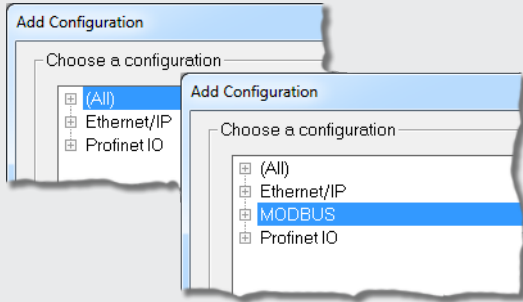 Add Configuration
Choose a configuration
(All)
Ethernet/IP
Profinet IO
Add Configuration
Choose a configuration
(All)
Ethernet/IP
MODBUS
Profinet IO